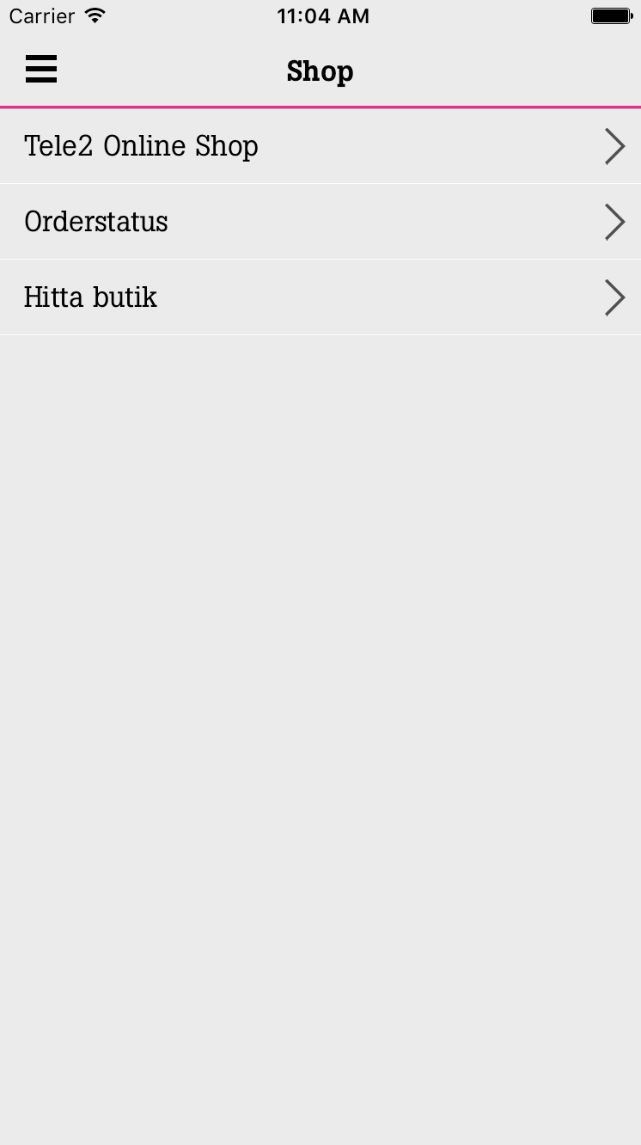 Carrier 11:04 AM
Shop
Tele2 Online Shop
Orderstatus
Hitta butik